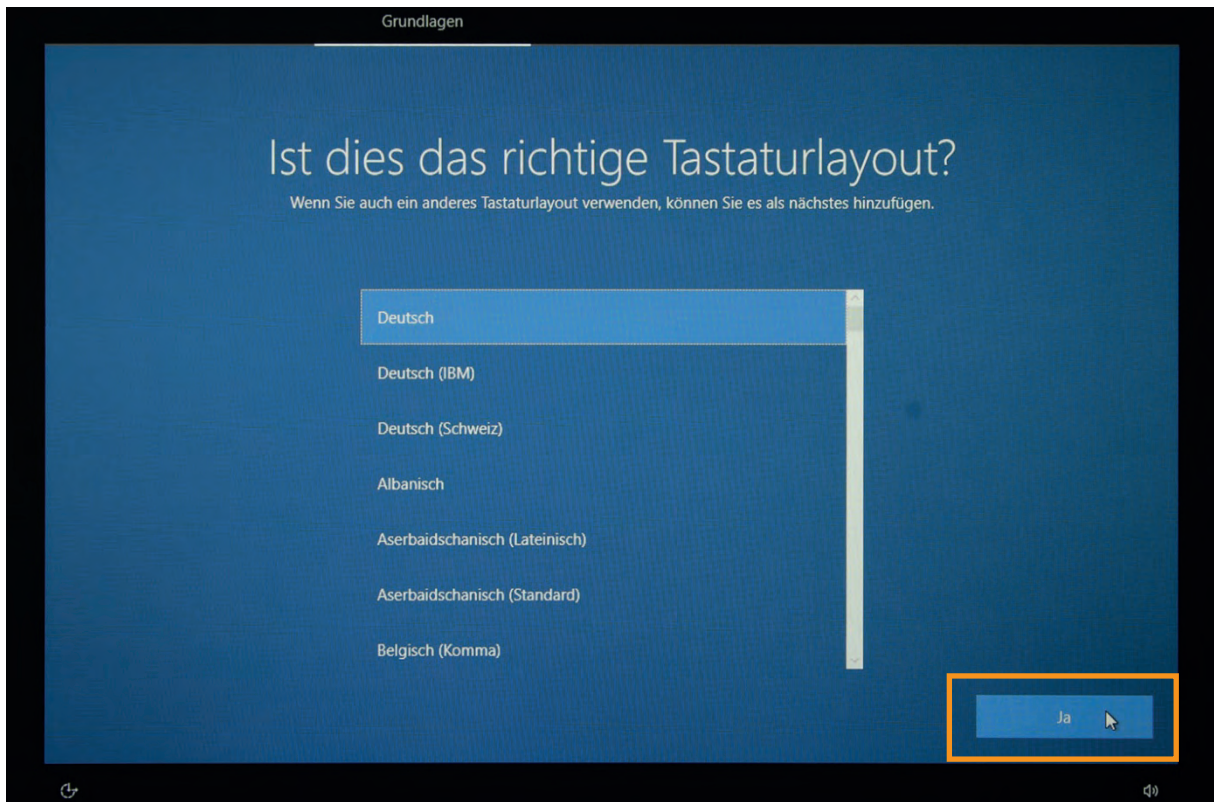 Grundlagen
Ist dies das richtige Tastaturlayout?
Wenn Sie auch ein anderes Tastaturlayout verwenden, können Sie es als nächstes hinzufügen.
Deutsch
Deutsch (IBM)
Deutsch (Schweiz)
Albanisch
Aserbaidschanisch (Lateinisch)
Aserbaidschanisch (Standard)
Belgisch (Komma)
Ja